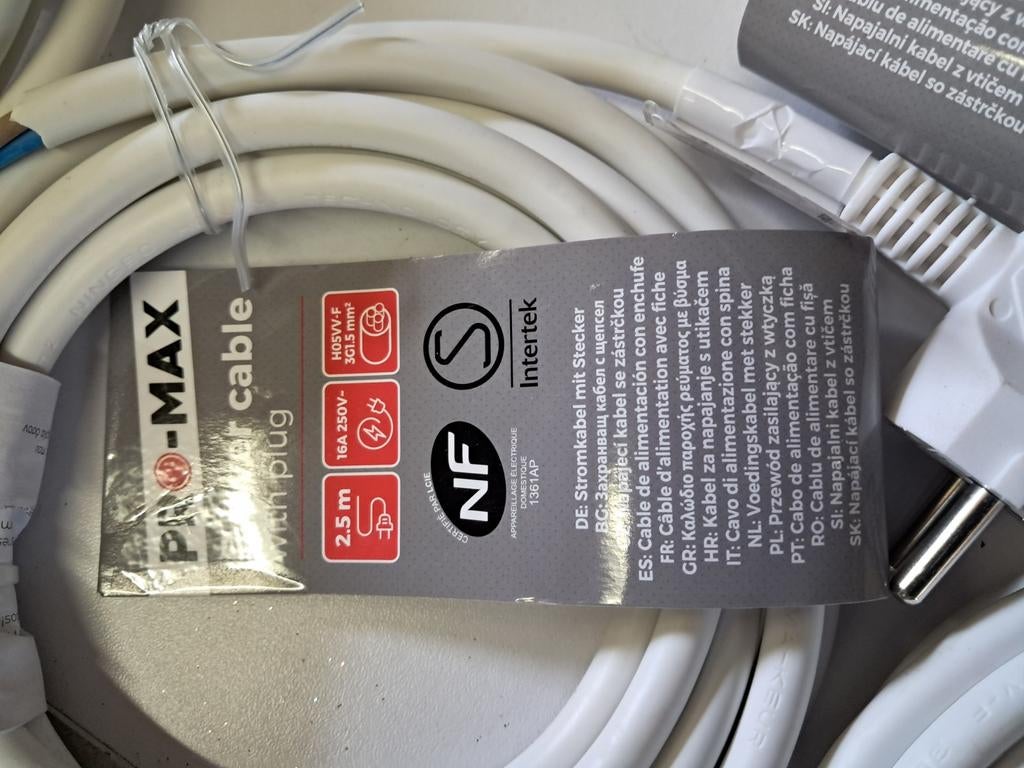 PRO-MAX
Power cable
with plug
2.5 m
16A 250V~
H05VV-F
3G1.5 mm²
CERTIFIÉ PAR LCIE
NF
APPAREILLAGE ÉLECTRIQUE
DOMESTIQUE
1361AP
S
Intertek
DE: Stromkabel mit Stecker
BG: Захранващ кабел с щепсел
CZ: Napájecí kabel se zástrčkou
ES: Cable de alimentación con enchufe
FR: Câble d'alimentation avec fiche
GR: Καλώδιο παροχής ρεύματος με βύσμα
HR: Kabel za napajanje s utikačem
IT: Cavo di alimentazione con spina
NL: Voedingskabel met stekker
PL: Przewód zasilający z wtyczką
PT: Cabo de alimentação com ficha
RO: Cablu de alimentare cu fișă
SI: Napajalni kabel z vtičem
SK: Napájací kabel so zástrčkou
alimentare cu
SI: Napajalni kabel z vtičem
SK: Napájací kábel so zástrčkou